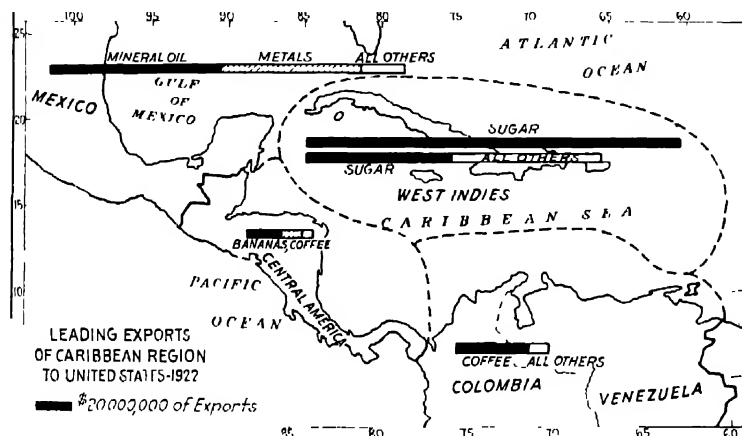 100 95 90 85 80 75 70 65 60
ATLANTIC
OCEAN
MINERAL OIL METALS ALL OTHERS
GULF
OF
MEXICO
MEXICO
20
SUGAR
SUGAR ALL OTHERS
WEST INDIES
CARIBBEAN SEA
15
BANANAS, COFFEE
CENTRAL AMERICA
PACIFIC
OCEAN
10
LEADING EXPORTS
OF CARIBBEAN REGION
TO UNITED STATES-1922
$20000,000 of Exports
COFFEE ALL OTHERS
COLOMBIA
VENEZUELA
85 80 75 70 65 60